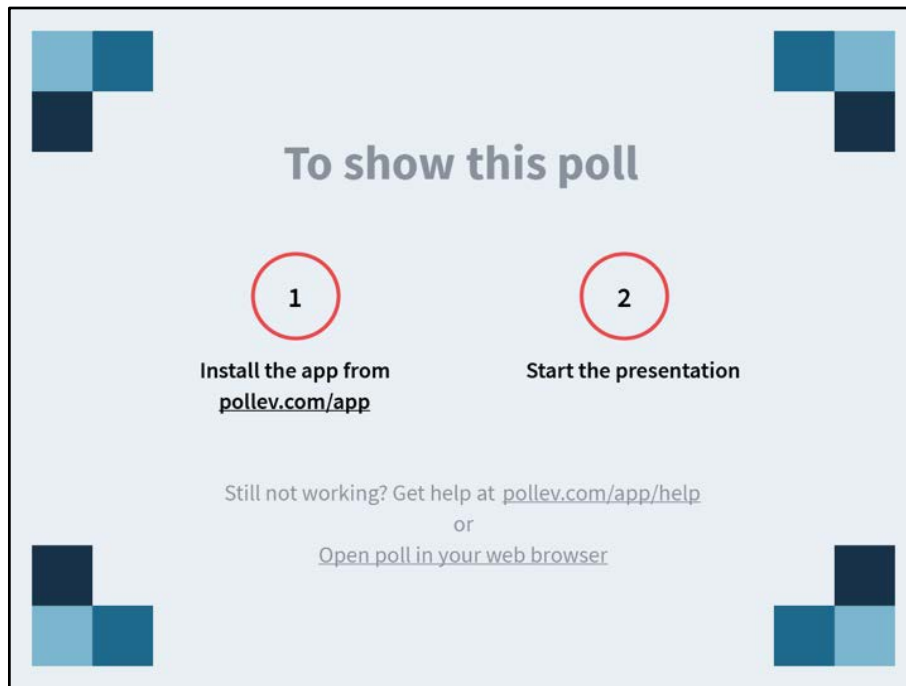 To show this poll
1
2
Install the app from
pollev.com/app
Start the presentation
Still not working? Get help at pollev.com/app/help
or
Open poll in your web browser